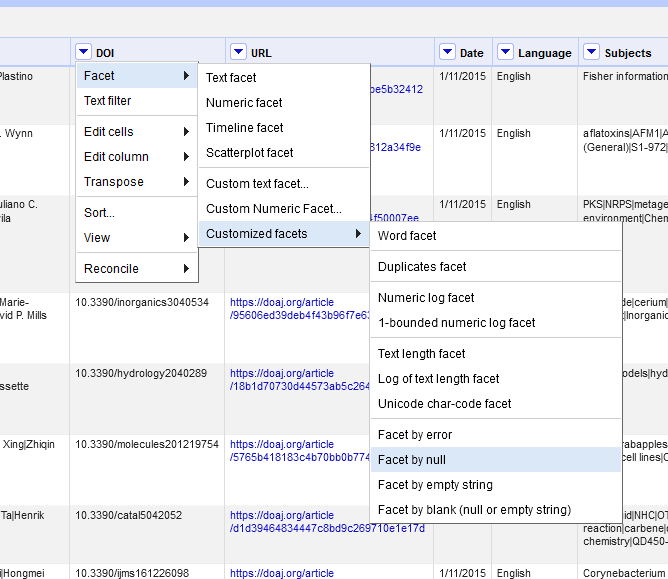 DOI URL Date Language Subjects
Plastino
Facet
Text filter
Edit cells
Edit column
Transpose
Sort...
View
Reconcile
Text facet
Numeric facet
Timeline facet
Scatterplot facet
Custom text facet...
Custom Numeric Facet...
Customized facets
Word facet
Duplicates facet
Numeric log facet
1-bounded numeric log facet
Text length facet
Log of text length facet
Unicode char-code facet
Facet by error
Facet by null
Facet by empty string
Facet by blank (null or empty string)
be5b32412
1/11/2015 English Fisher information
. Wynn
312a34f9e
1/11/2015 English aflatoxins|AFM1|A
(General)|S1-972|
uliano C.
vila
4f50007ee
1/11/2015 English PKS|NRPS|metage
environment|Chem
Marie-
vid P. Mills
10.3390/inorganics3040534
https://doaj.org/article
/95606ed39deb4f43b96f7e63
de|cerium|
t|Inorganic
ssette
10.3390/hydrology2040289
https://doaj.org/article
/18b1d70730d44573ab5c264
odels|hyd
Xing|Zhiqin
10.3390/molecules201219754
https://doaj.org/article
/5765b418183c4b70bb0b774
rabapples
cell lines|C
Ta|Henrik
10.3390/catal5042052
https://doaj.org/article
/d1d39464834447c8bd9c269710e1e17d
id|NHC|OT
reaction|carbene|c
chemistry|QD450-
i|Hongmei
10.3390/ijms161226098
https://doaj.org/article
1/11/2015 English Corynebacterium